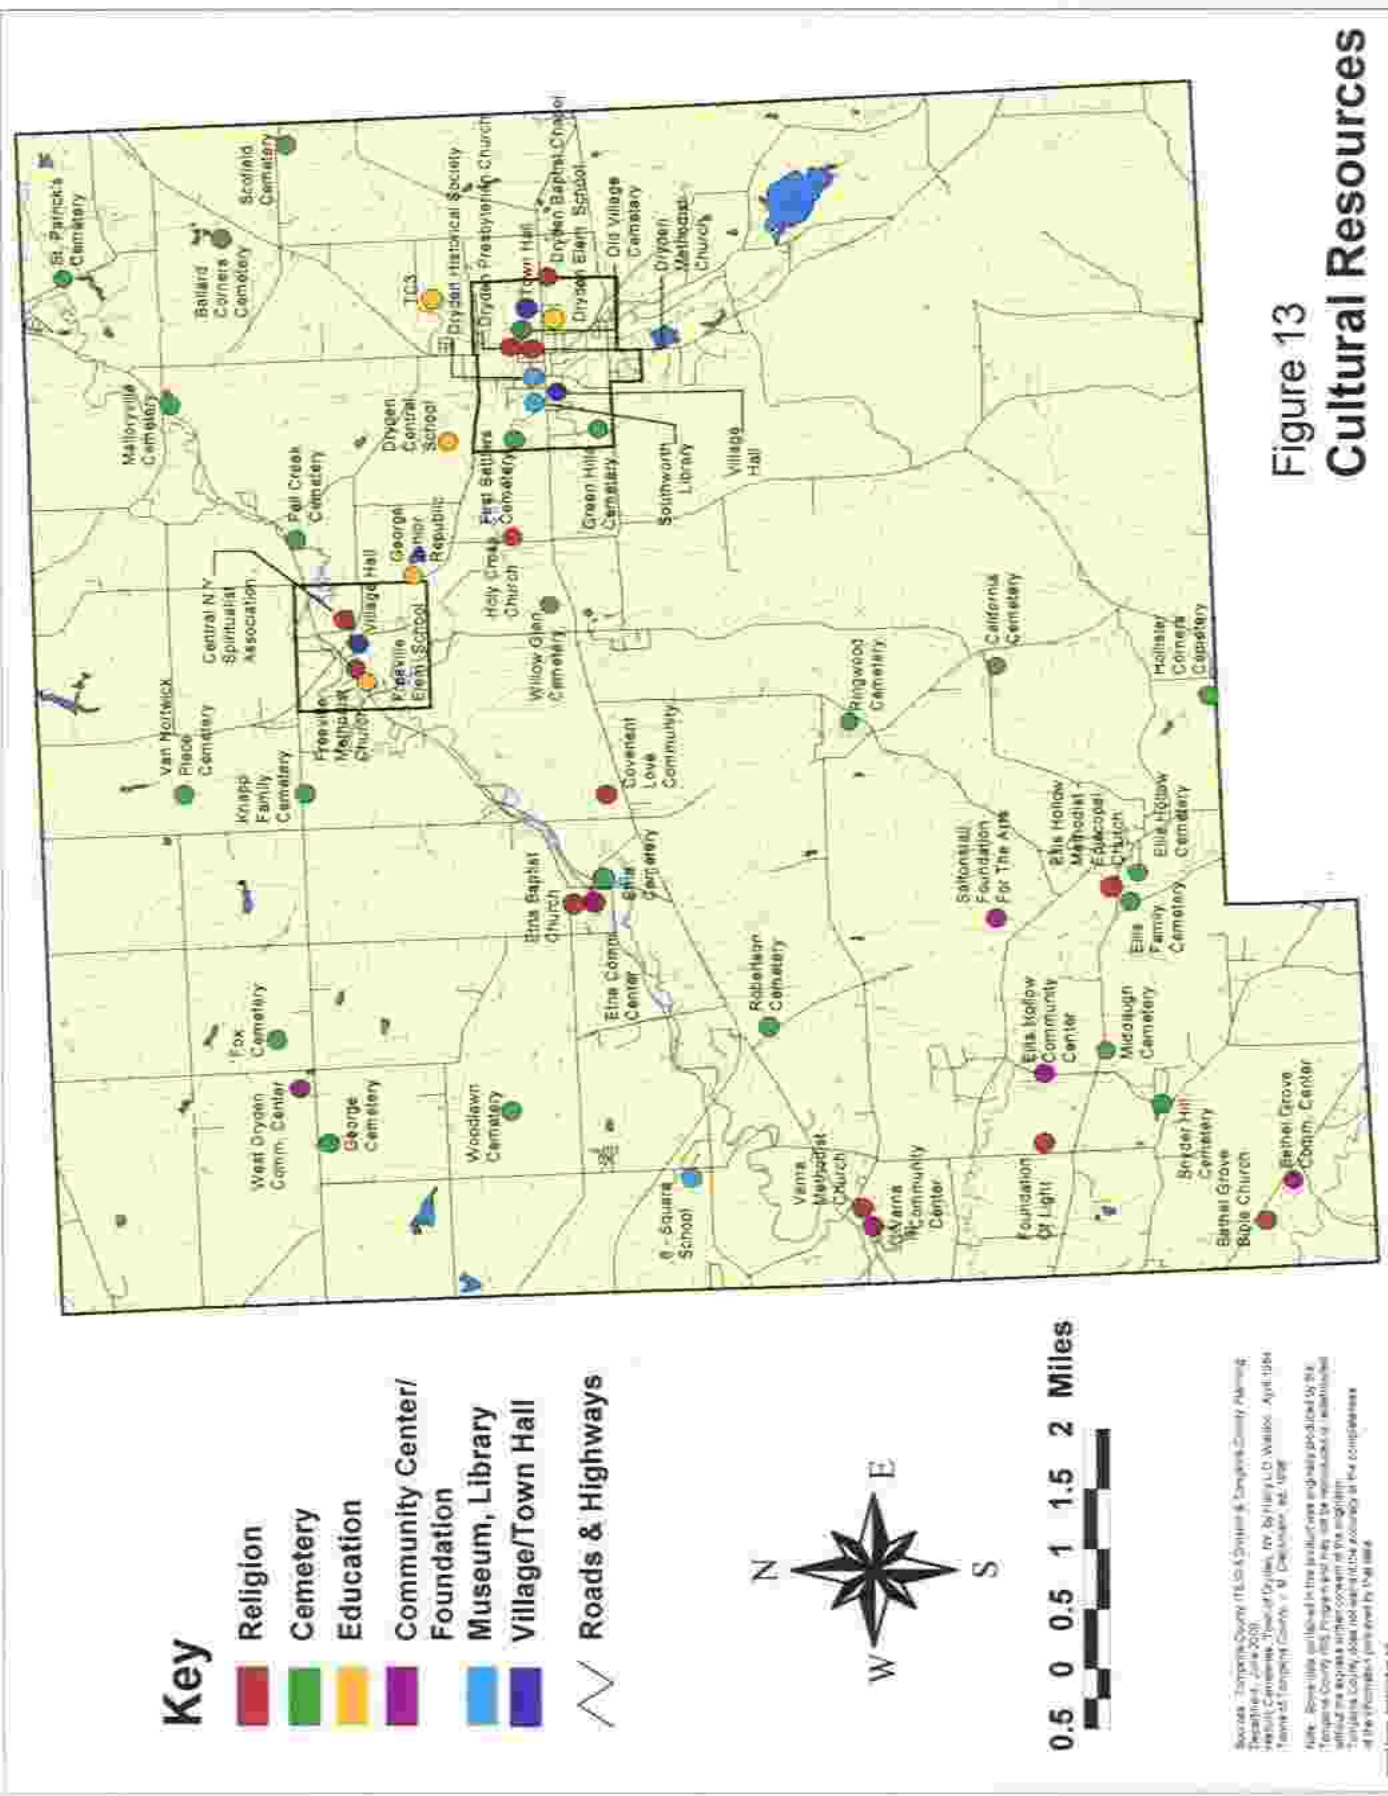 Figure 13
Cultural Resources
Key
Religion
Cemetery
Education
Community Center/
Foundation
Museum, Library
Village/Town Hall
Roads & Highways
N
W
E
S
0.5 0 0.5 1 1.5 2 Miles
St. Patrick's
Cemetery
Scofield
Cemetery
Ballard
Corners
Cemetery
Malloryville
Cemetery
TC3
Dryden Historical Society
Dryden Presbyterian Church
Town Hall
Dryden Baptist Chapel
Dryden Elem. School
Old Village
Cemetery
Dryden
Methodist
Church
Dryden
Central
School
Fall Creek
Cemetery
First Settlers
Cemetery
Green Hills
Cemetery
Southworth
Library
Village
Hall
George
Junior
Republic
Holy Cross
Church
Central N.Y.
Spiritualist
Association
Village Hall
Freeville
Elem. School
Freeville
Methodist
Church
Willow Glen
Cemetery
Van Nortwick
Place
Cemetery
Knapp
Family
Cemetery
Covenent
Love
Community
Ringwood
Cemetery
California
Cemetery
Hollister
Corners
Cemetery
Etna Baptist
Church
Etna
Cemetery
Etna Comm.
Center
Saltonstall
Foundation
For The Arts
Ellis Hollow
Methodist -
Episcopal
Church
Ellis Hollow
Cemetery
Ellis
Family
Cemetery
Robertson
Cemetery
Fox
Cemetery
West Dryden
Comm. Center
George
Cemetery
Woodlawn
Cemetery
Ellis Hollow
Community
Center
Middaugh
Cemetery
8 - Square
School
Varna
Methodist
Church
Varna
Community
Center
Foundation
Of Light
Snyder Hill
Cemetery
Bethel Grove
Bible Church
Bethel Grove
Comm. Center